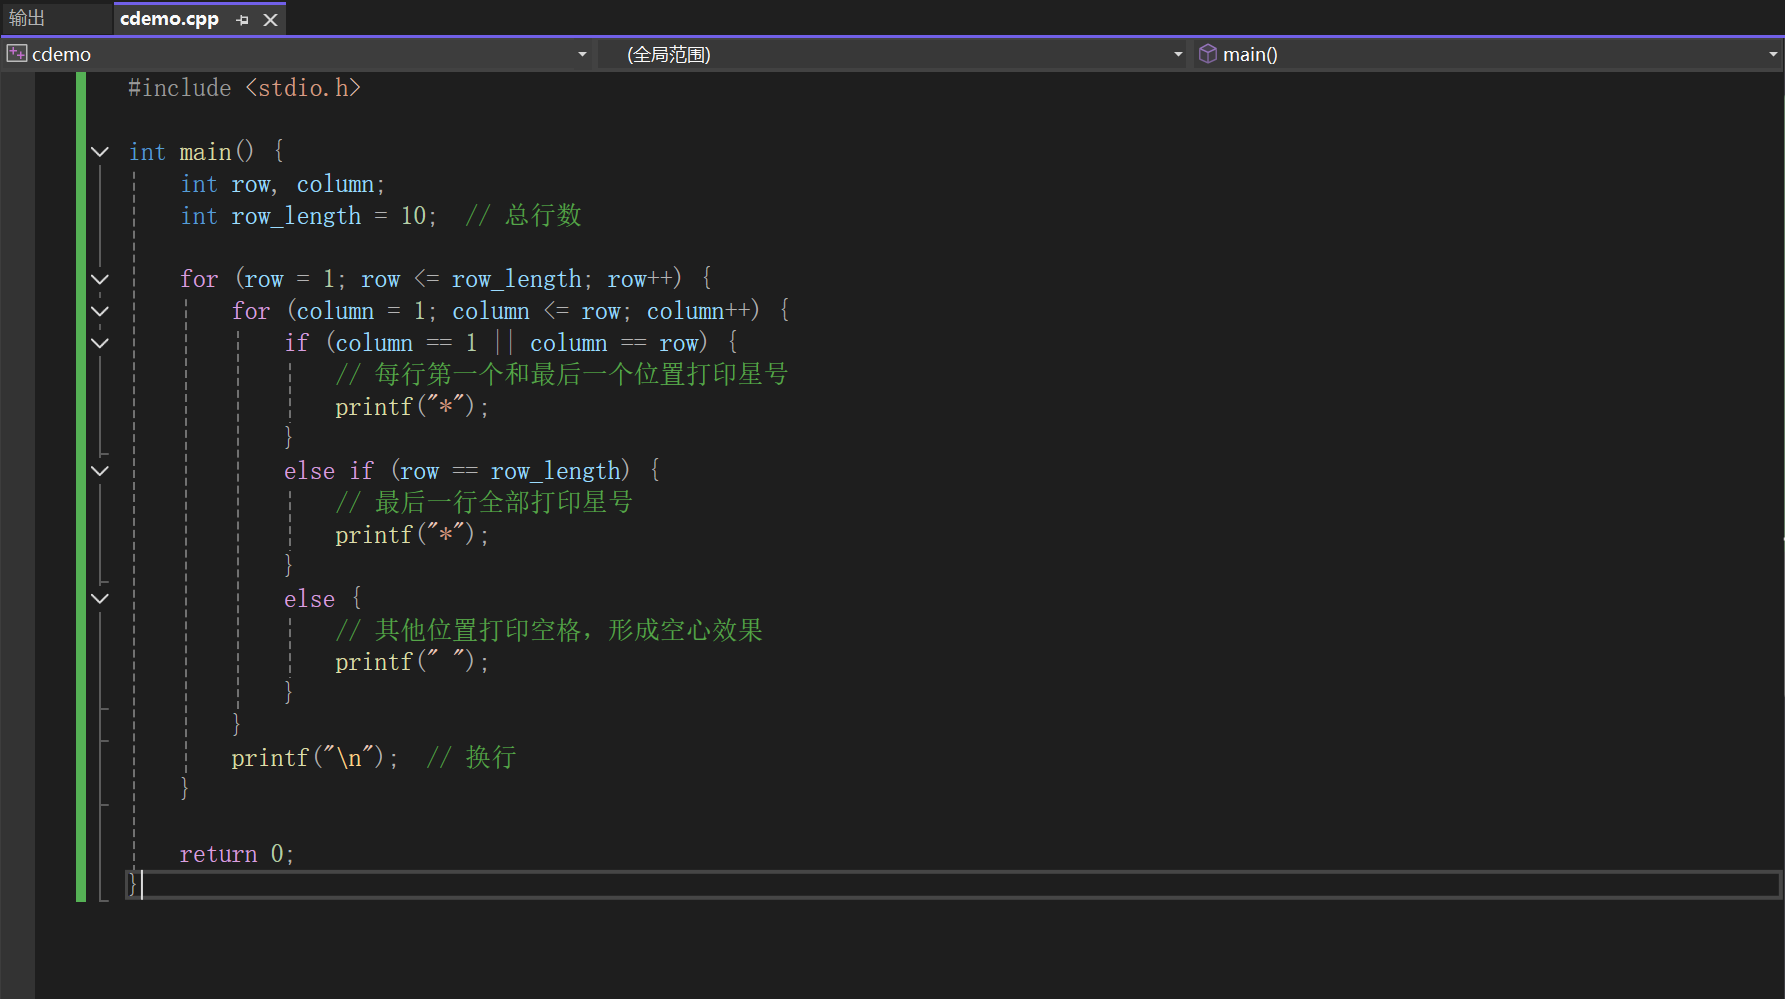 输出 cdemo.cpp
cdemo (全局范围) main()
#include <stdio.h>
int main() {
    int row, column;
    int row_length = 10;  // 总行数
    for (row = 1; row <= row_length; row++) {
        for (column = 1; column <= row; column++) {
            if (column == 1 || column == row) {
                // 每行第一个和最后一个位置打印星号
                printf("*");
            }
            else if (row == row_length) {
                // 最后一行全部打印星号
                printf("*");
            }
            else {
                // 其他位置打印空格，形成空心效果
                printf(" ");
            }
        }
        printf("\n");  // 换行
    }
    return 0;
}